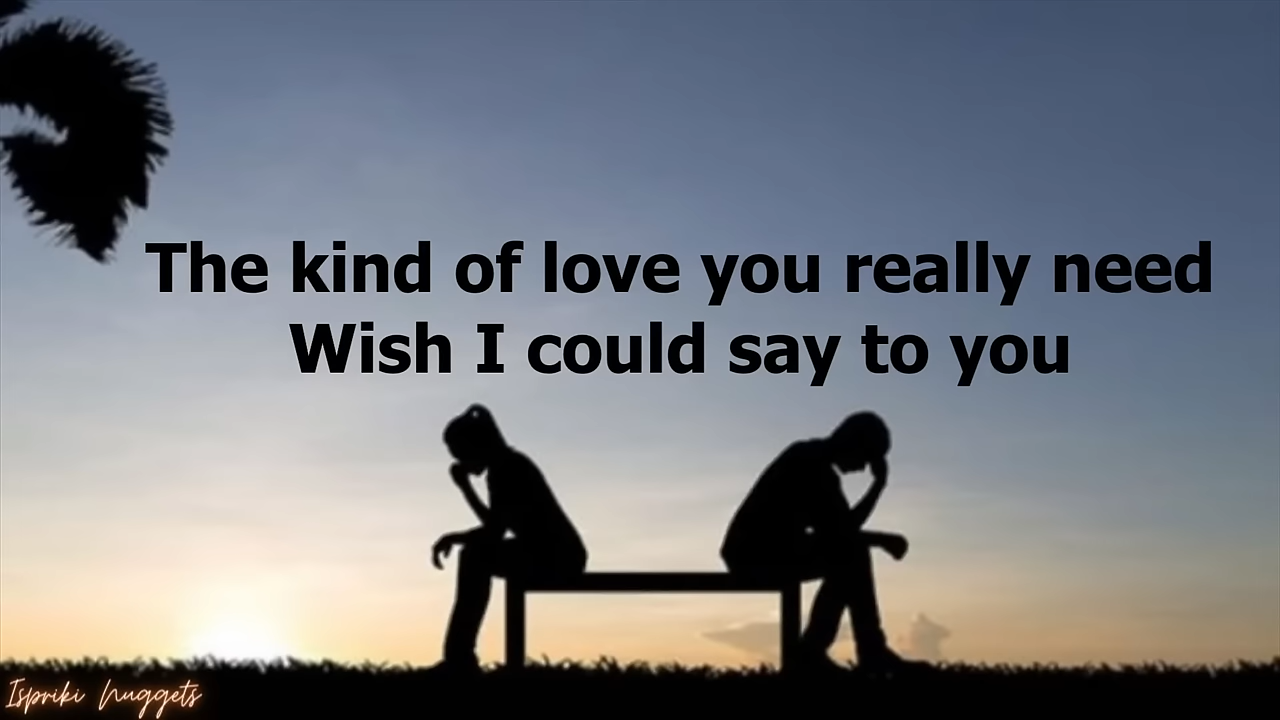 The kind of love you really need
Wish I could say to you
Ispriki Nuggets